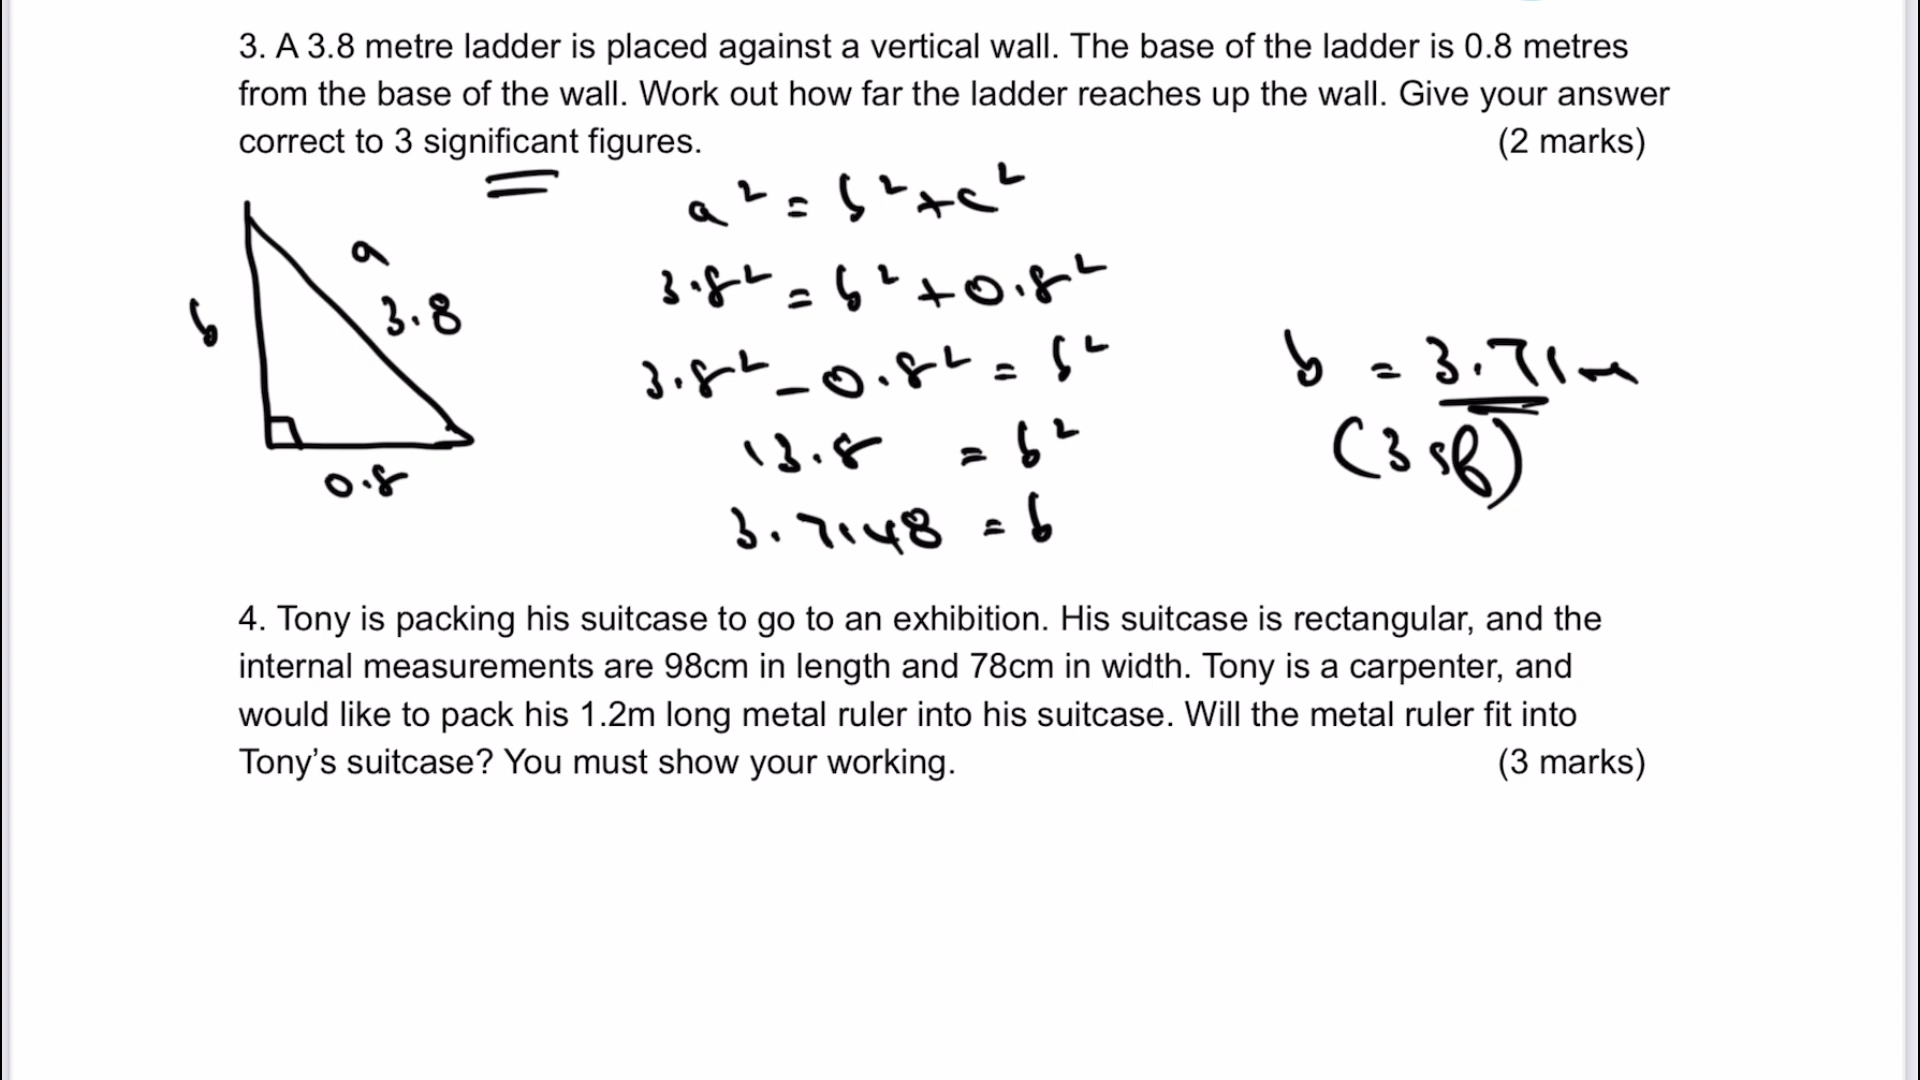 3. A 3.8 metre ladder is placed against a vertical wall. The base of the ladder is 0.8 metres
from the base of the wall. Work out how far the ladder reaches up the wall. Give your answer
correct to 3 significant figures. (2 marks)
a² = b² + c²
a
3.8² = b² + 0.8²
b
3.8
3.8² - 0.8² = b²
b = 3.71m
13.8 = b²
(3sf)
0.8
3.7148 = b
4. Tony is packing his suitcase to go to an exhibition. His suitcase is rectangular, and the
internal measurements are 98cm in length and 78cm in width. Tony is a carpenter, and
would like to pack his 1.2m long metal ruler into his suitcase. Will the metal ruler fit into
Tony’s suitcase? You must show your working. (3 marks)